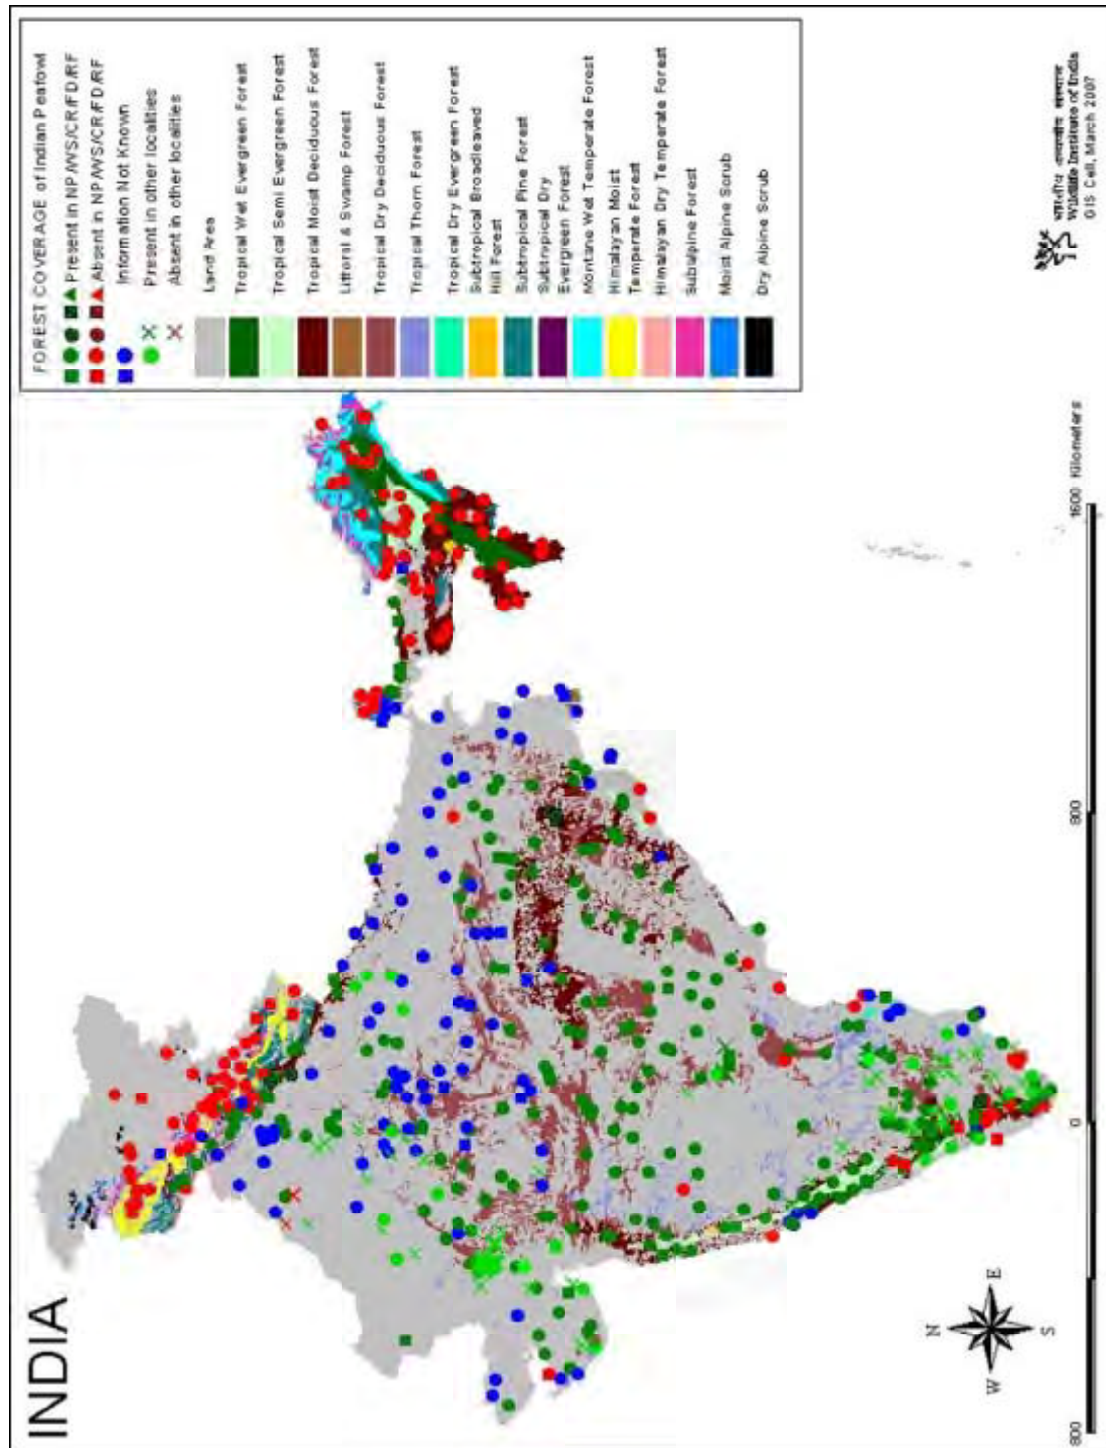 INDIA
FOREST COVERAGE of Indian Peafowl
Present in NP/WS/CR/FD/RF
Absent in NP/WS/CR/FD/RF
Information Not Known
Present in other localities
Absent in other localities
Land Area
Tropical Wet Evergreen Forest
Tropical Semi Evergreen Forest
Tropical Moist Deciduous Forest
Littoral & Swamp Forest
Tropical Dry Deciduous Forest
Tropical Thorn Forest
Tropical Dry Evergreen Forest
Subtropical Broadleaved
Hill Forest
Subtropical Pine Forest
Subtropical Dry
Evergreen Forest
Montane Wet Temperate Forest
Himalayan Moist
Temperate Forest
Himalayan Dry Temperate Forest
Subalpine Forest
Moist Alpine Scrub
Dry Alpine Scrub
N
W
E
S
800
0
800
1600 Kilometers
भारतीय वन्यजीव संस्थान
Wildlife Institute of India
GIS Cell, March 2007